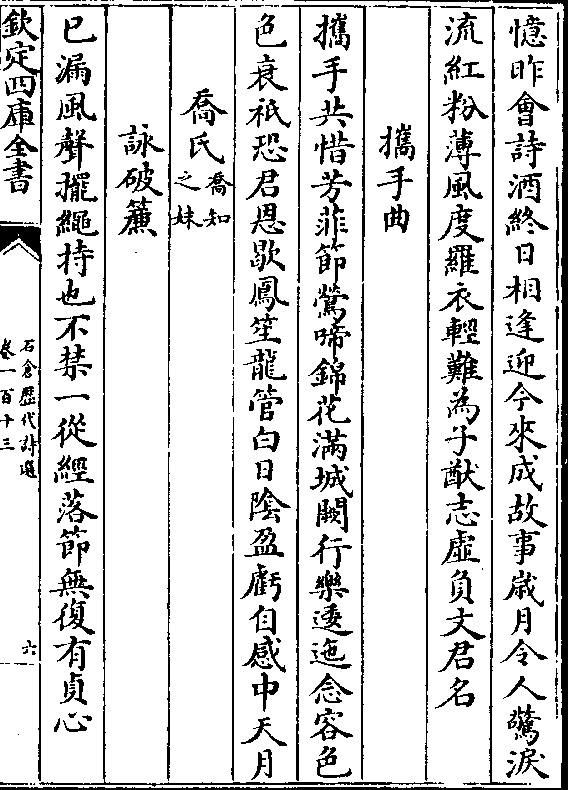 憶昨會詩酒終日相逢迎今來成故事歲月令人驚淚
流紅粉薄風度羅衣輕難為子猷志虛負文君名
攜手曲
攜手共惜芳菲節鶯啼錦花滿城闕行樂逶迤念容色
色衰祇恐君恩歇鳳笙龍管白日陰盈虧自感中天月
喬氏喬知之妹
詠破簾
已漏風聲擺繩持也不禁一從經落節無復有貞心
欽定四庫全書
石倉歷代詩選
卷一百十三
六